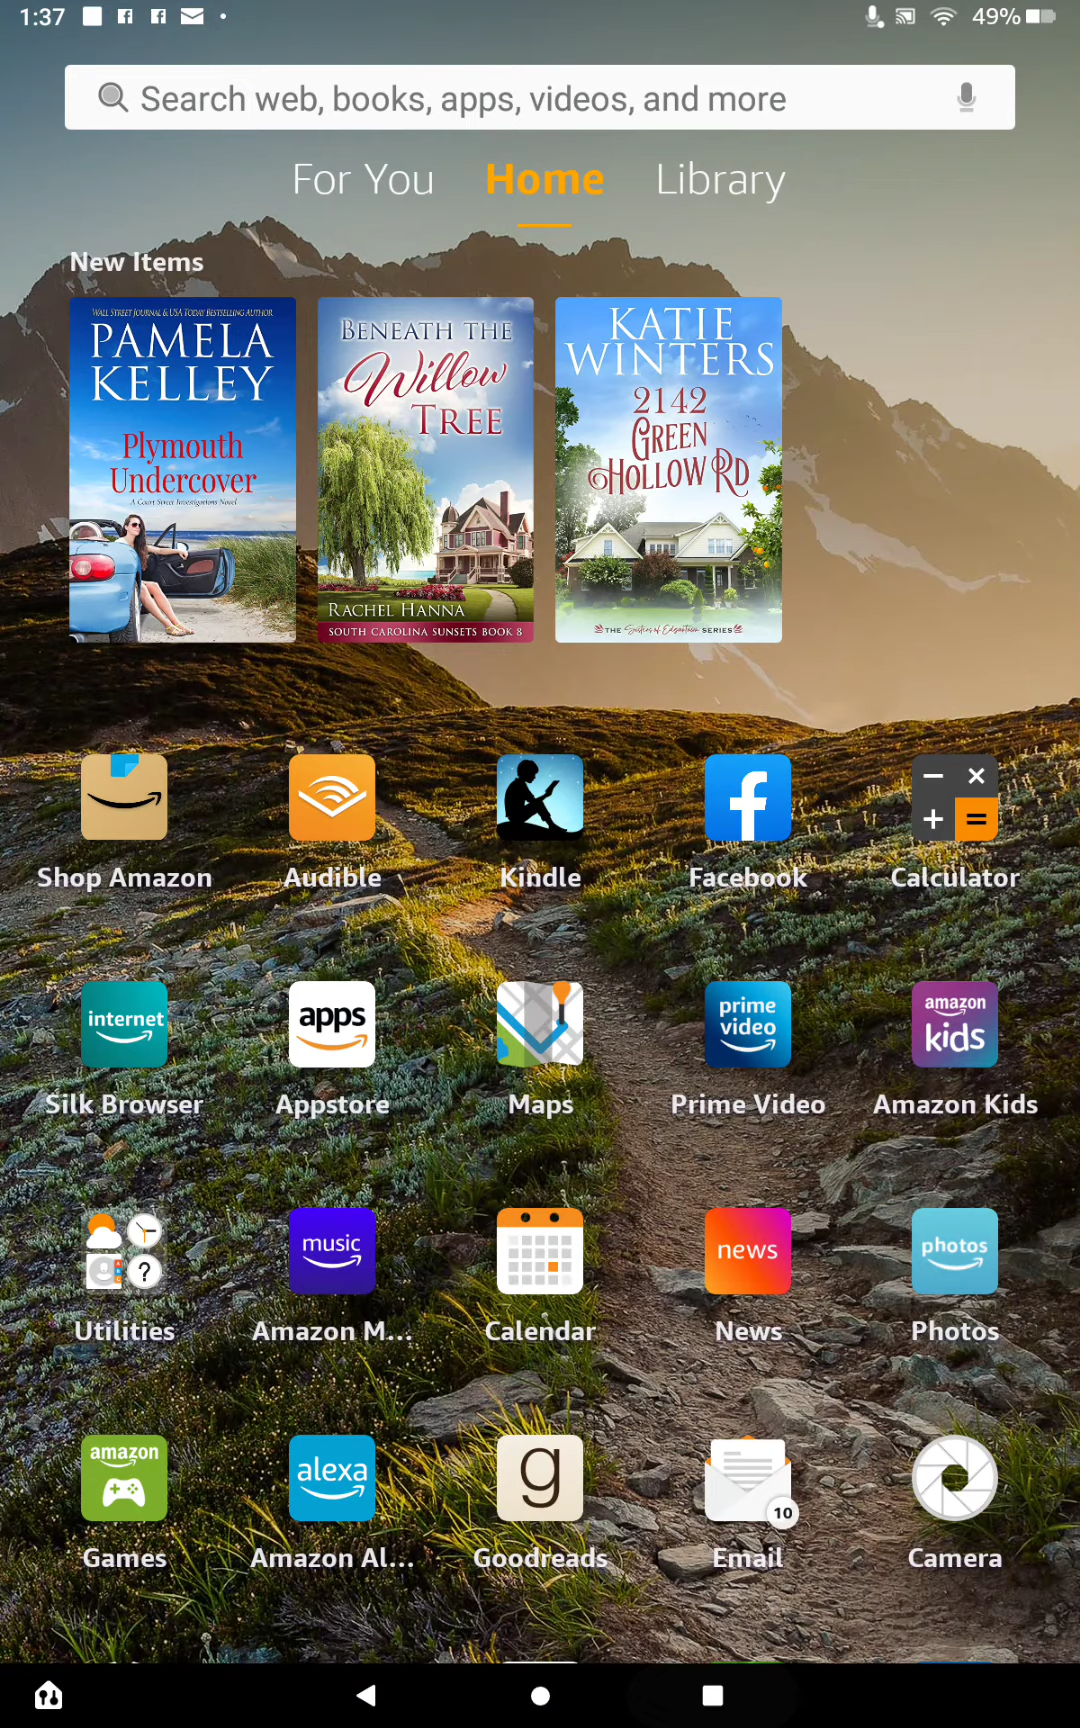 1:37
49%
Search web, books, apps, videos, and more
For You Home Library
New Items
WALL STREET JOURNAL & USA TODAY BESTSELLING AUTHOR
PAMELA
KELLEY
Plymouth
Undercover
A Court Street Investigations Novel
BENEATH THE
Willow
TREE
RACHEL HANNA
SOUTH CAROLINA SUNSETS BOOK 8
KATIE
WINTERS
2142
GREEN
HOLLOW RD
THE Sisters of Edgartown SERIES
Shop Amazon Audible Kindle Facebook Calculator
internet apps prime video amazon kids
Silk Browser Appstore Maps Prime Video Amazon Kids
music news photos
Utilities Amazon M... Calendar News Photos
amazon alexa g 10
Games Amazon Al... Goodreads Email Camera